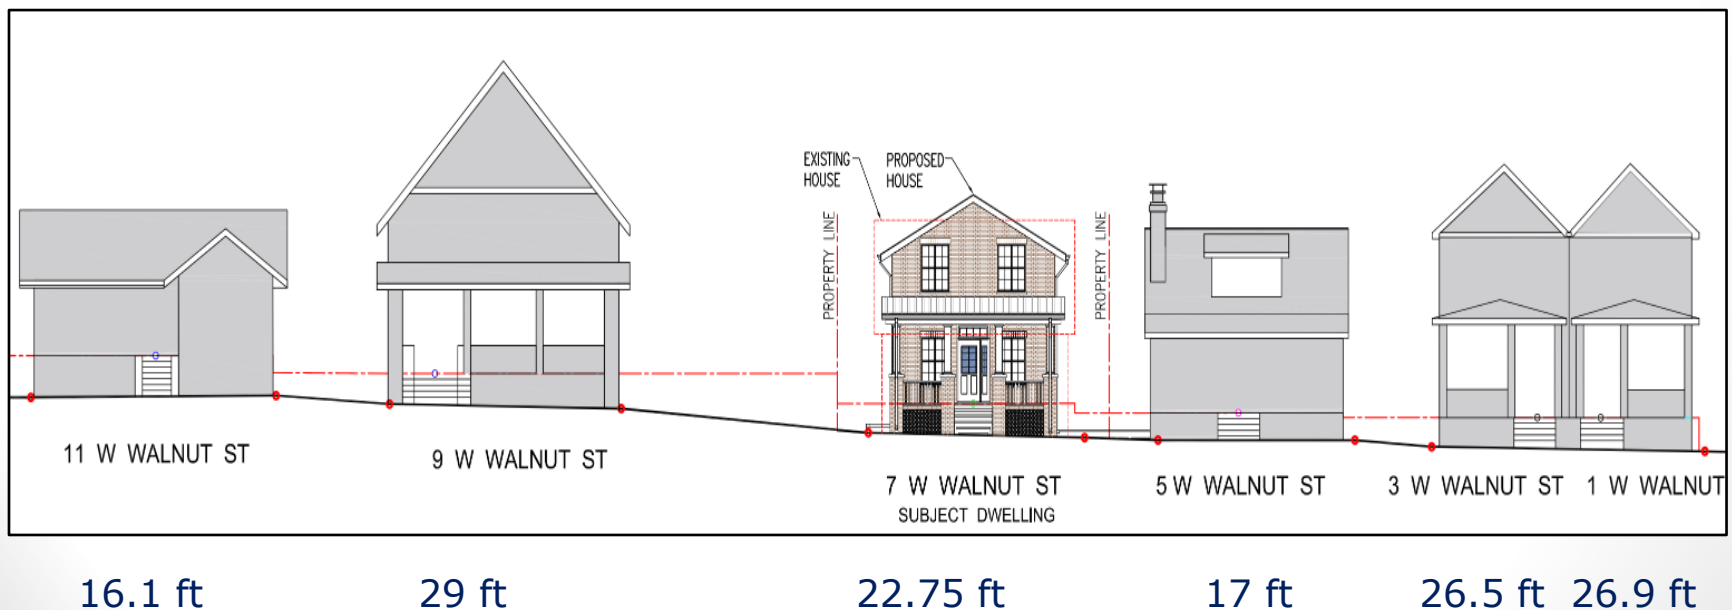 EXISTING HOUSE
PROPOSED HOUSE
PROPERTY LINE
PROPERTY LINE
11 W WALNUT ST
9 W WALNUT ST
7 W WALNUT ST
SUBJECT DWELLING
5 W WALNUT ST
3 W WALNUT ST
1 W WALNUT
16.1 ft
29 ft
22.75 ft
17 ft
26.5 ft
26.9 ft